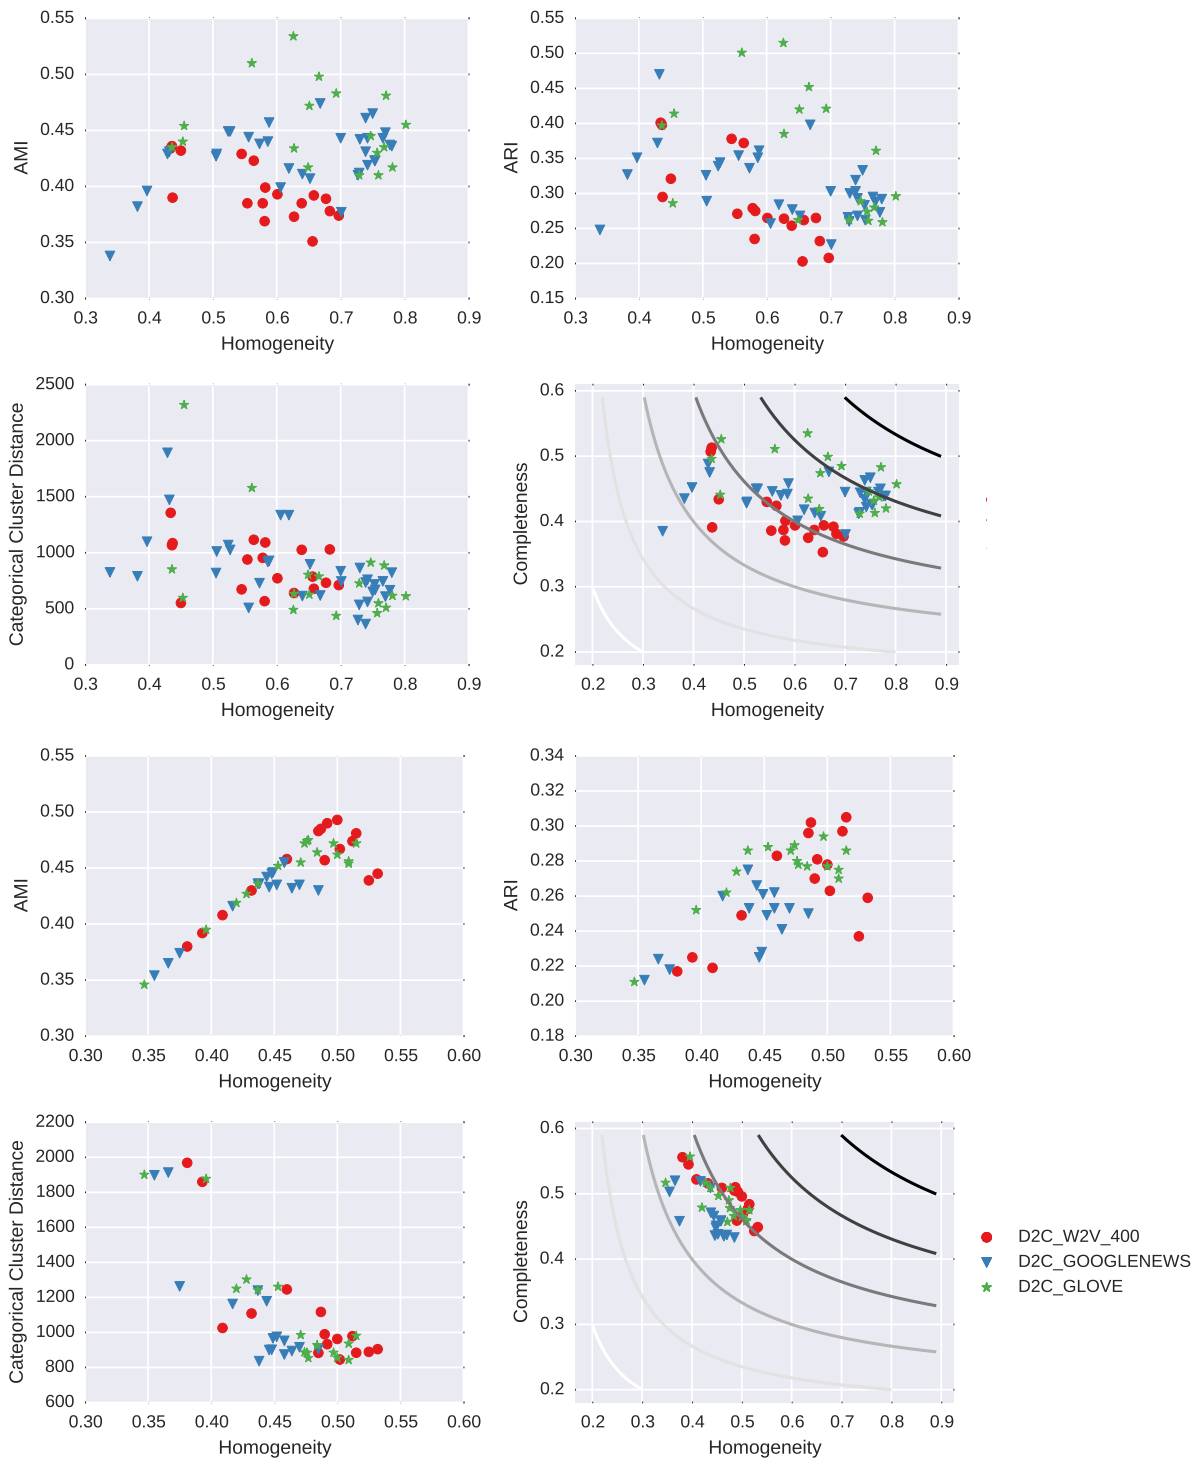 0.55 0.50 0.45 0.40 0.35 0.30
AMI
0.3 0.4 0.5 0.6 0.7 0.8 0.9
Homogeneity
0.55 0.50 0.45 0.40 0.35 0.30 0.25 0.20 0.15
ARI
0.3 0.4 0.5 0.6 0.7 0.8 0.9
Homogeneity
2500 2000 1500 1000 500 0
Categorical Cluster Distance
0.3 0.4 0.5 0.6 0.7 0.8 0.9
Homogeneity
0.6 0.5 0.4 0.3 0.2
Completeness
0.2 0.3 0.4 0.5 0.6 0.7 0.8 0.9
Homogeneity
0.55 0.50 0.45 0.40 0.35 0.30
AMI
0.30 0.35 0.40 0.45 0.50 0.55 0.60
Homogeneity
0.34 0.32 0.30 0.28 0.26 0.24 0.22 0.20 0.18
ARI
0.30 0.35 0.40 0.45 0.50 0.55 0.60
Homogeneity
2200 2000 1800 1600 1400 1200 1000 800 600
Categorical Cluster Distance
0.30 0.35 0.40 0.45 0.50 0.55 0.60
Homogeneity
0.6 0.5 0.4 0.3 0.2
Completeness
0.2 0.3 0.4 0.5 0.6 0.7 0.8 0.9
Homogeneity
D2C_W2V_400
D2C_GOOGLENEWS
D2C_GLOVE